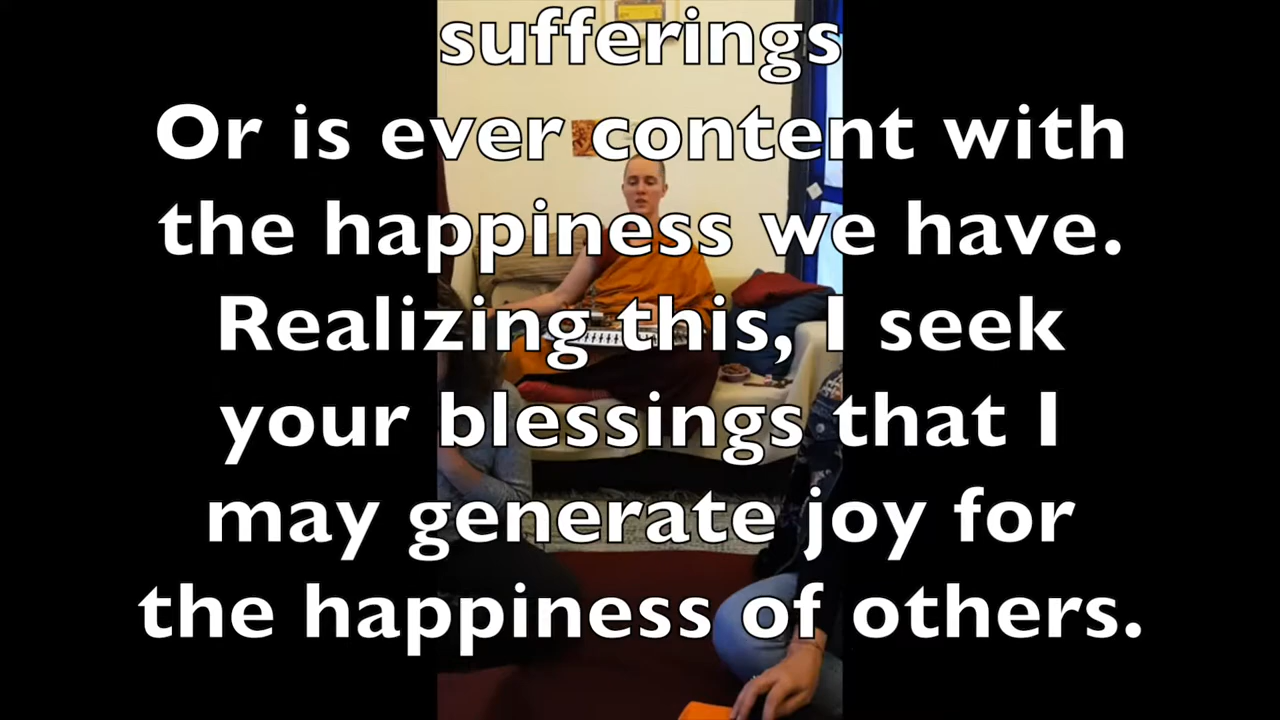 sufferings
Or is ever content with
the happiness we have.
Realizing this, I seek
your blessings that I
may generate joy for
the happiness of others.